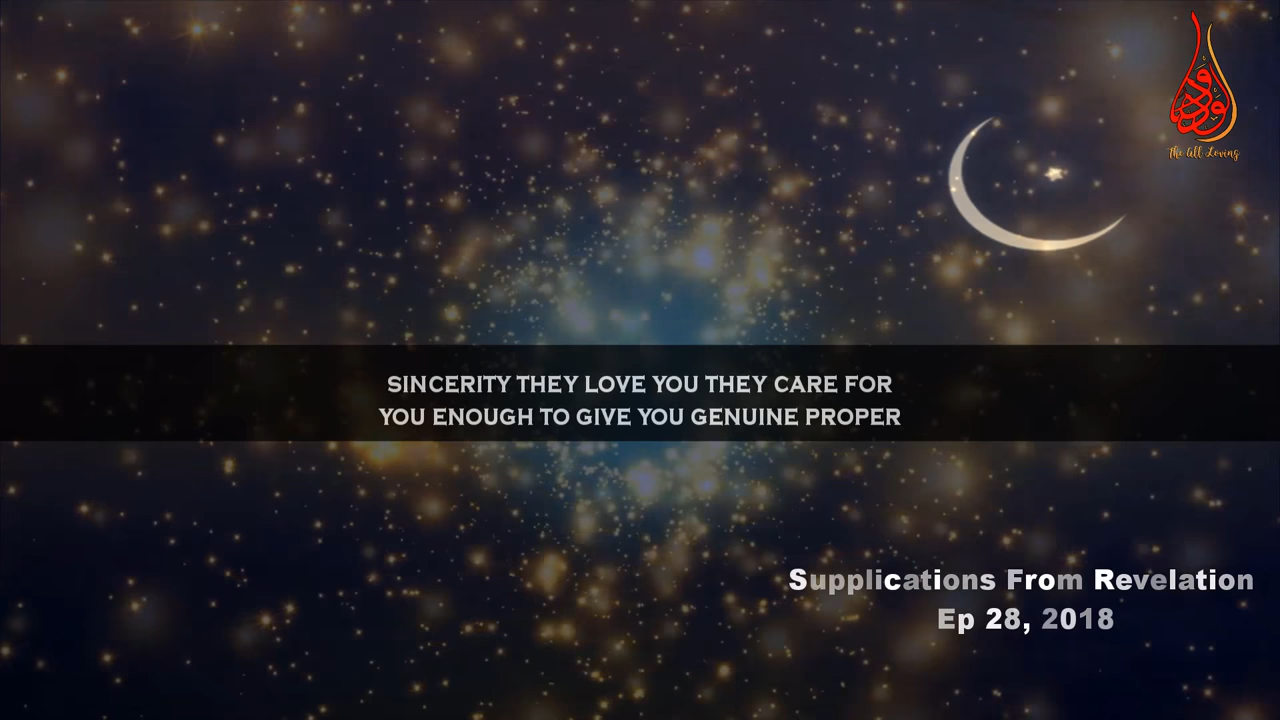 The All Loving
SINCERITY THEY LOVE YOU THEY CARE FOR
YOU ENOUGH TO GIVE YOU GENUINE PROPER
Supplications From Revelation
Ep 28, 2018